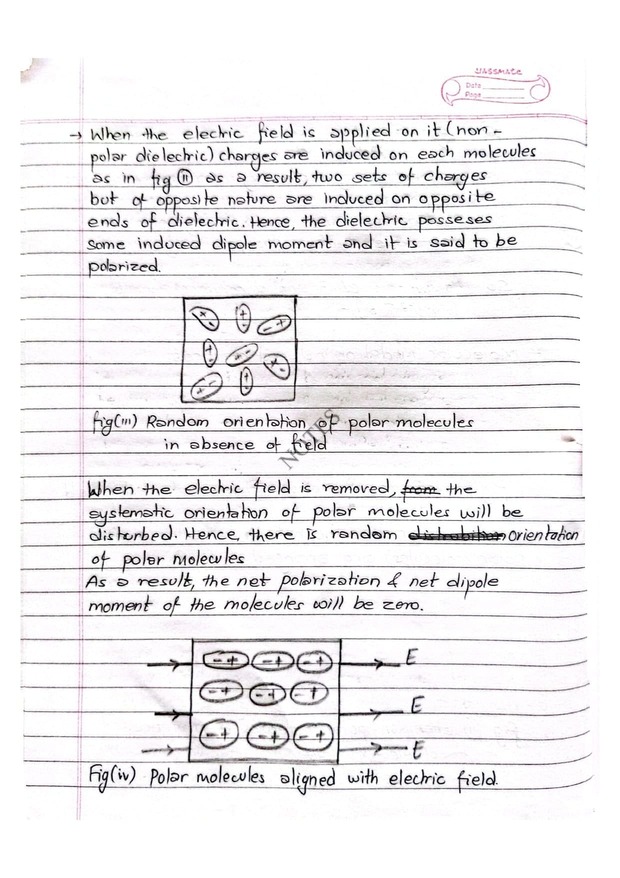 CLASSMATE
Date
Page
→ When the electric field is applied on it (non-
polar dielectric) charges are induced on each molecules
as in fig (ii) as a result, two sets of charges
but of opposite nature are induced on opposite
ends of dielectric. Hence, the dielectric posseses
some induced dipole moment and it is said to be
polarized.
fig(iii) Random orientation of polar molecules
in absence of field
NOTES
When the electric field is removed, from the
systematic orientation of polar molecules will be
disturbed. Hence, there is random orientation
of polar molecules
As a result, the net polarization & net dipole
moment of the molecules will be zero.
- + - + - + E
- + - + - + E
- + - + - + E
Fig(iv) Polar molecules aligned with electric field.